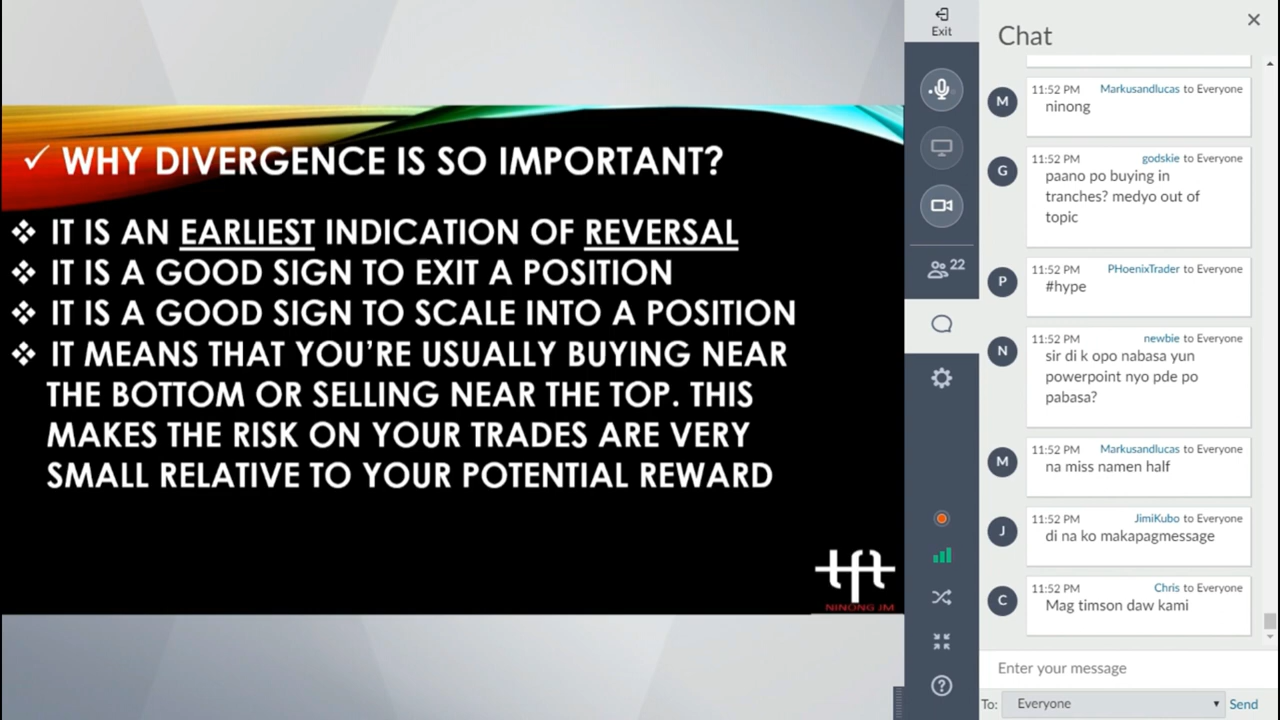 ✓ WHY DIVERGENCE IS SO IMPORTANT?
❖ IT IS AN EARLIEST INDICATION OF REVERSAL
❖ IT IS A GOOD SIGN TO EXIT A POSITION
❖ IT IS A GOOD SIGN TO SCALE INTO A POSITION
❖ IT MEANS THAT YOU’RE USUALLY BUYING NEAR
THE BOTTOM OR SELLING NEAR THE TOP. THIS
MAKES THE RISK ON YOUR TRADES ARE VERY
SMALL RELATIVE TO YOUR POTENTIAL REWARD
tft
NINONG JM
Exit
22
Chat
M
11:52 PM Markusandlucas to Everyone
ninong
G
11:52 PM godskie to Everyone
paano po buying in
tranches? medyo out of
topic
P
11:52 PM PHoenixTrader to Everyone
#hype
N
11:52 PM newbie to Everyone
sir di k opo nabasa yun
powerpoint nyo pde po
pabasa?
M
11:52 PM Markusandlucas to Everyone
na miss namen half
J
11:52 PM JimiKubo to Everyone
di na ko makapagmessage
C
11:52 PM Chris to Everyone
Mag timson daw kami
Enter your message
To: Everyone Send